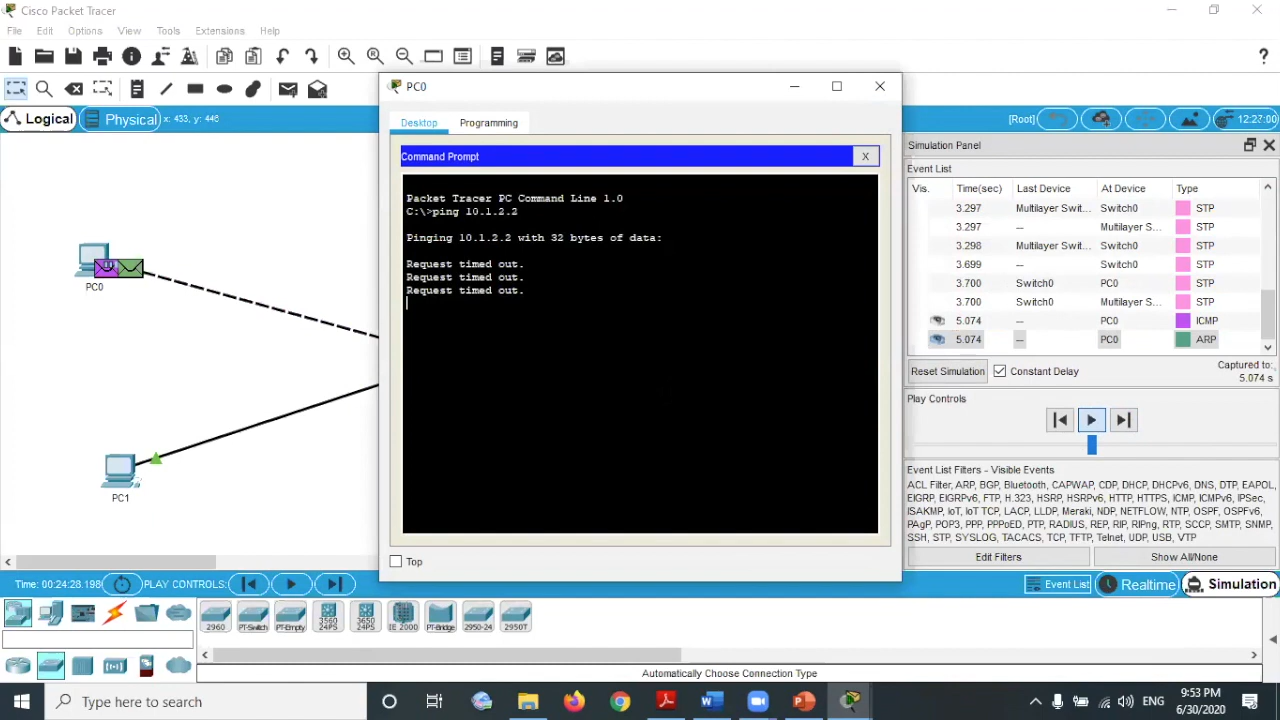 Cisco Packet Tracer
File Edit Options View Tools Extensions Help
PC0
Logical Physical x: 433, y: 446
[Root] 12:27:00
Desktop Programming
Command Prompt X
Packet Tracer PC Command Line 1.0
C:\>ping 10.1.2.2
Pinging 10.1.2.2 with 32 bytes of data:
Request timed out.
Request timed out.
Request timed out.
Top
PC0
PC1
Simulation Panel
Event List
Vis. Time(sec) Last Device At Device Type
3.297 Multilayer Swit... Switch0 STP
3.297 -- Multilayer S... STP
3.298 Multilayer Swit... Switch0 STP
3.699 -- Switch0 STP
3.700 Switch0 PC0 STP
3.700 Switch0 Multilayer S... STP
5.074 -- PC0 ICMP
5.074 -- PC0 ARP
Reset Simulation Constant Delay Captured to:
5.074 s
Play Controls
Event List Filters - Visible Events
ACL Filter, ARP, BGP, Bluetooth, CAPWAP, CDP, DHCP, DHCPv6, DNS, DTP, EAPOL,
EIGRP, EIGRPv6, FTP, H.323, HSRP, HSRPv6, HTTP, HTTPS, ICMP, ICMPv6, IPSec,
ISAKMP, IoT, IoT TCP, LACP, LLDP, Meraki, NDP, NETFLOW, NTP, OSPF, OSPFv6,
PAgP, POP3, PPP, PPPoED, PTP, RADIUS, REP, RIP, RIPng, RTP, SCCP, SMTP, SNMP,
SSH, STP, SYSLOG, TACACS, TCP, TFTP, Telnet, UDP, USB, VTP
Edit Filters Show All/None
Time: 00:24:28.198 PLAY CONTROLS:
Event List Realtime Simulation
2960 PT-Switch PT-Empty 3560 24PS 3650 24PS IE 2000 PT-Bridge 2950-24 2950T
Automatically Choose Connection Type
Type here to search
ENG
9:53 PM
6/30/2020